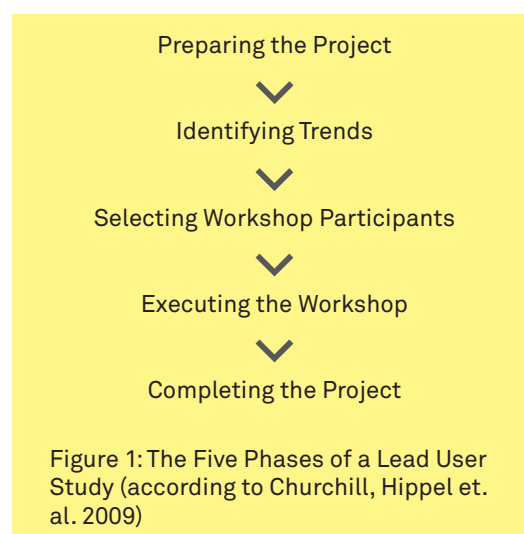 Preparing the Project
Identifying Trends
Selecting Workshop Participants
Executing the Workshop
Completing the Project
Figure 1: The Five Phases of a Lead User
Study (according to Churchill, Hippel et.
al. 2009)